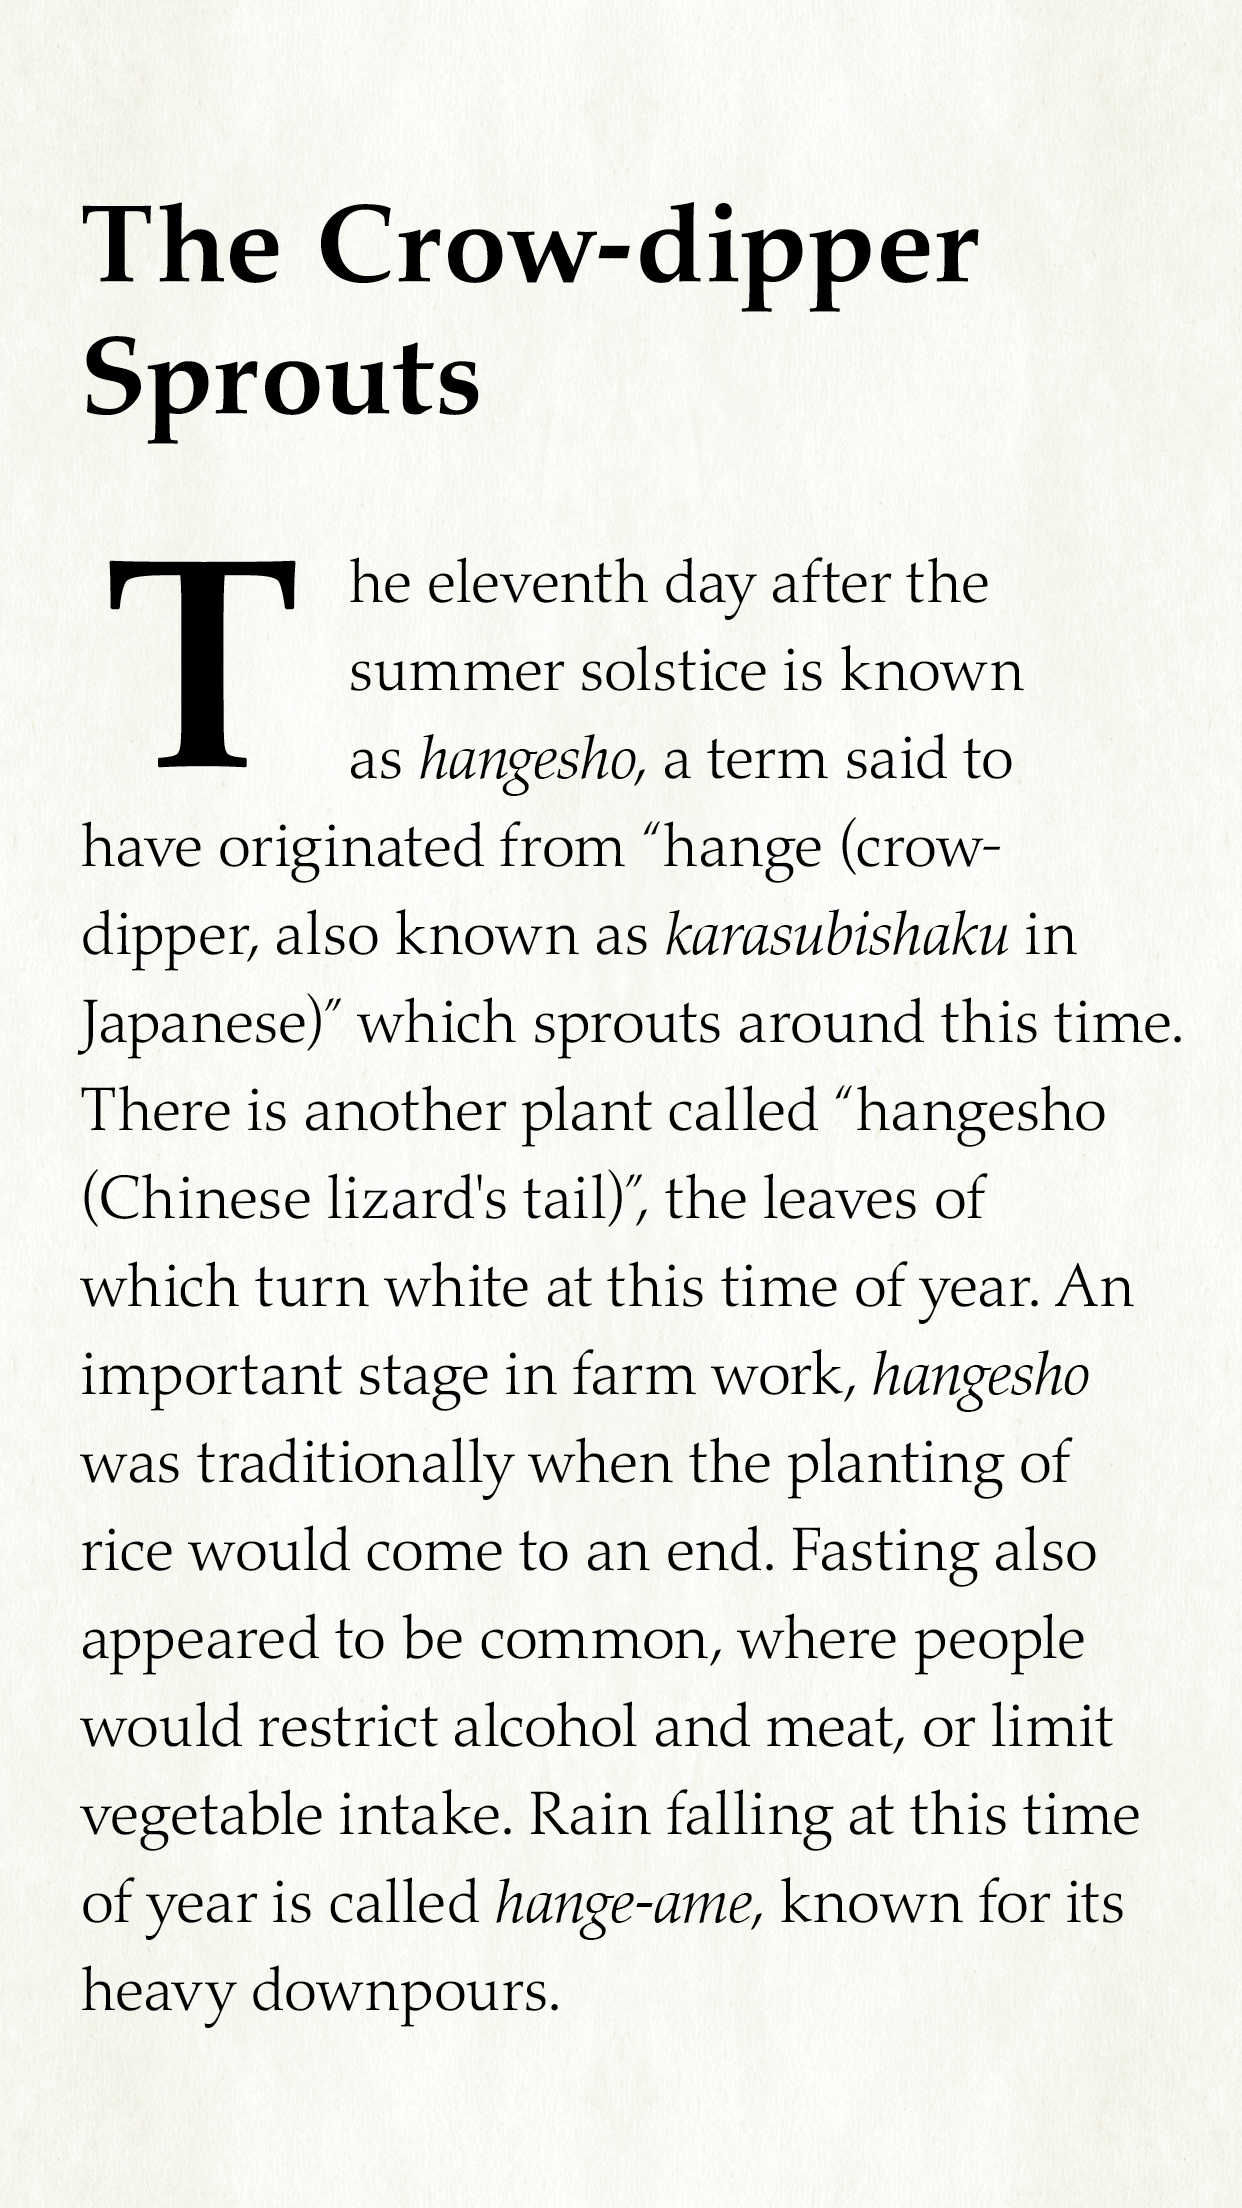 The Crow-dipper
Sprouts
The eleventh day after the
summer solstice is known
as hangesho, a term said to
have originated from “hange (crow-
dipper, also known as karasubishaku in
Japanese)” which sprouts around this time.
There is another plant called “hangesho
(Chinese lizard's tail)”, the leaves of
which turn white at this time of year. An
important stage in farm work, hangesho
was traditionally when the planting of
rice would come to an end. Fasting also
appeared to be common, where people
would restrict alcohol and meat, or limit
vegetable intake. Rain falling at this time
of year is called hange-ame, known for its
heavy downpours.